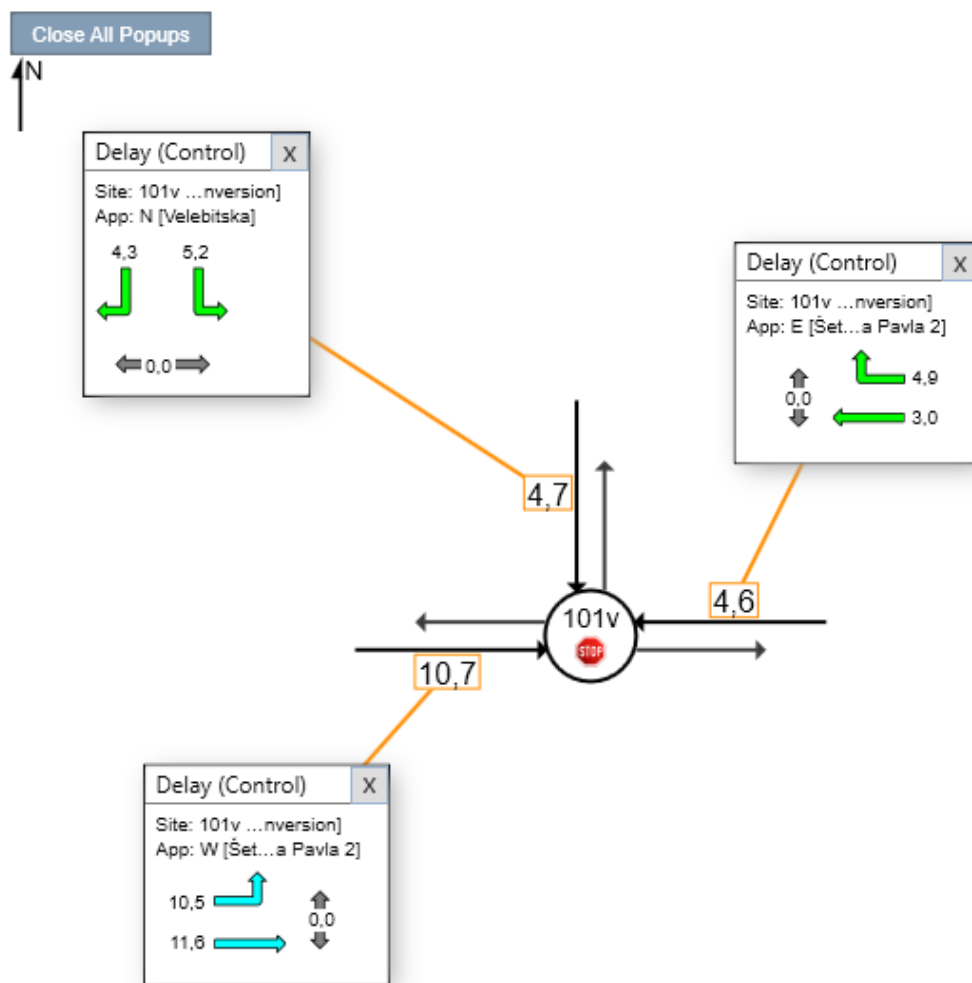 Close All Popups
N
Delay (Control) X
Site: 101v ...nversion]
App: N [Velebitska]
4,3 5,2
0,0
Delay (Control) X
Site: 101v ...nversion]
App: E [Šet...a Pavla 2]
4,9
0,0
3,0
4,7
4,6
101v
STOP
10,7
Delay (Control) X
Site: 101v ...nversion]
App: W [Šet...a Pavla 2]
10,5
0,0
11,6